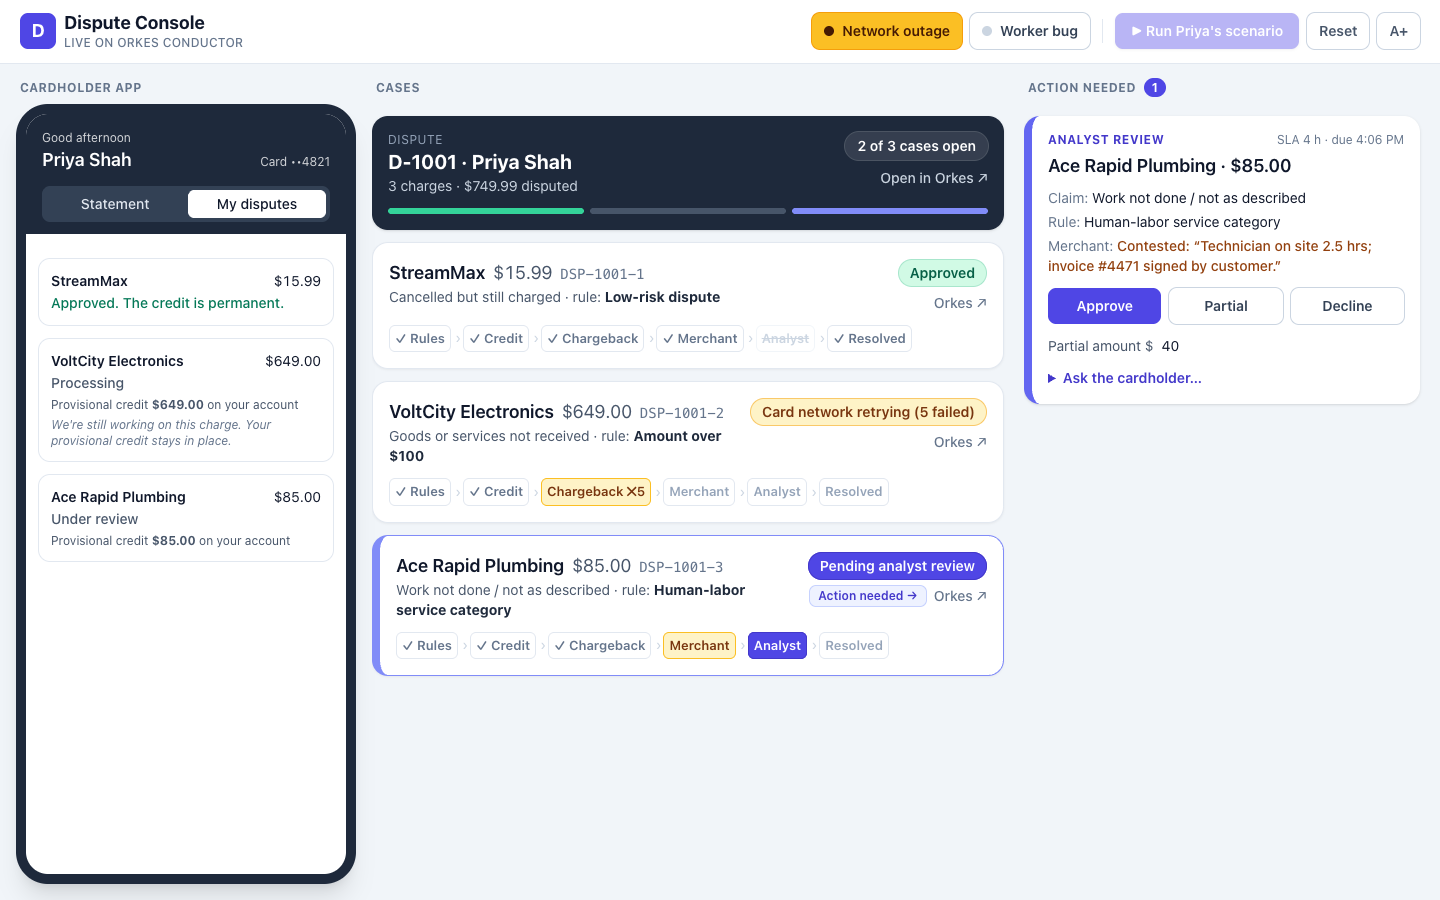 D
Dispute Console
LIVE ON ORKES CONDUCTOR
Network outage
Worker bug
▶ Run Priya's scenario
Reset
A+
CARDHOLDER APP
Good afternoon
Priya Shah
Card ••4821
Statement
My disputes
StreamMax $15.99
Approved. The credit is permanent.
VoltCity Electronics $649.00
Processing
Provisional credit $649.00 on your account
We're still working on this charge. Your
provisional credit stays in place.
Ace Rapid Plumbing $85.00
Under review
Provisional credit $85.00 on your account
CASES
DISPUTE
D-1001 · Priya Shah
3 charges · $749.99 disputed
2 of 3 cases open
Open in Orkes ↗
StreamMax $15.99 DSP-1001-1
Approved
Cancelled but still charged · rule: Low-risk dispute
Orkes ↗
✓ Rules › ✓ Credit › ✓ Chargeback › ✓ Merchant › Analyst › ✓ Resolved
VoltCity Electronics $649.00 DSP-1001-2
Card network retrying (5 failed)
Goods or services not received · rule: Amount over
$100
Orkes ↗
✓ Rules › ✓ Credit › Chargeback ✕5 › Merchant › Analyst › Resolved
Ace Rapid Plumbing $85.00 DSP-1001-3
Pending analyst review
Work not done / not as described · rule: Human-labor
service category
Action needed → Orkes ↗
✓ Rules › ✓ Credit › ✓ Chargeback › Merchant › Analyst › Resolved
ACTION NEEDED 1
ANALYST REVIEW
SLA 4 h · due 4:06 PM
Ace Rapid Plumbing · $85.00
Claim: Work not done / not as described
Rule: Human-labor service category
Merchant: Contested: “Technician on site 2.5 hrs;
invoice #4471 signed by customer.”
Approve
Partial
Decline
Partial amount $ 40
▶ Ask the cardholder...